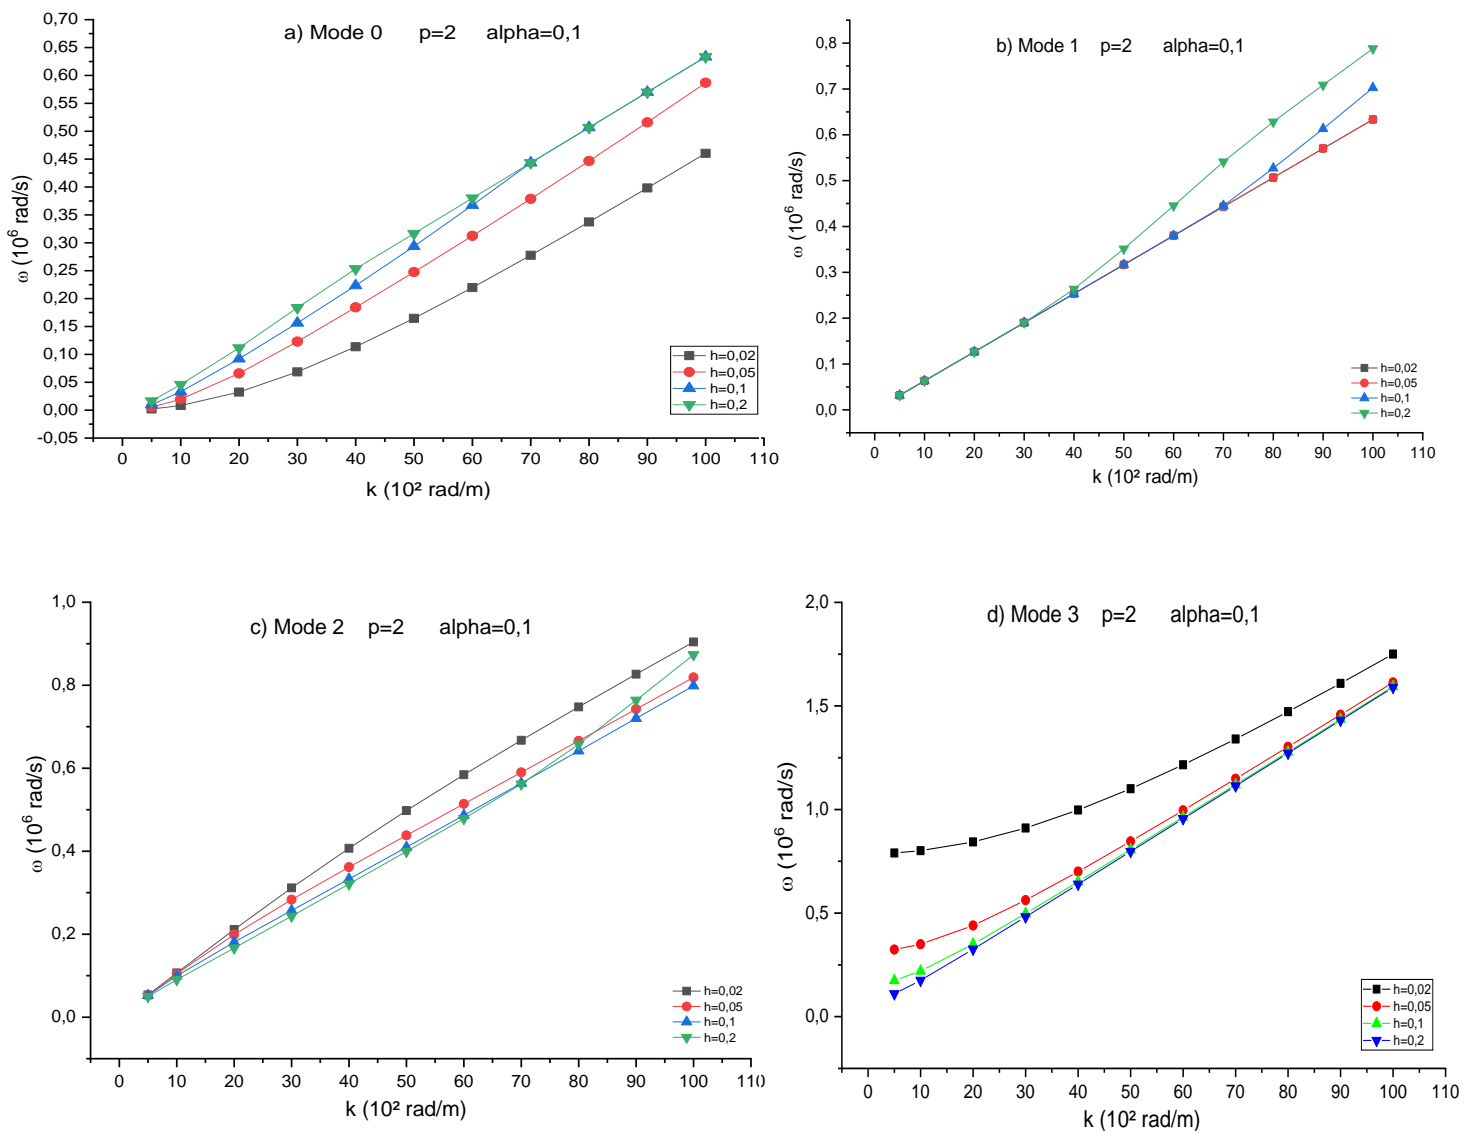 a) Mode 0 p=2 alpha=0,1
0,70
0,65
0,60
0,55
0,50
0,45
0,40
0,35
0,30
0,25
0,20
0,15
0,10
0,05
0,00
-0,05
ω (10⁶ rad/s)
h=0,02
h=0,05
h=0,1
h=0,2
0 10 20 30 40 50 60 70 80 90 100 110
k (10² rad/m)
b) Mode 1 p=2 alpha=0,1
0,8
0,7
0,6
0,5
0,4
0,3
0,2
0,1
0,0
ω (10⁶ rad/s)
h=0,02
h=0,05
h=0,1
h=0,2
0 10 20 30 40 50 60 70 80 90 100 110
k (10² rad/m)
c) Mode 2 p=2 alpha=0,1
1,0
0,8
0,6
0,4
0,2
0,0
ω (10⁶ rad/s)
h=0,02
h=0,05
h=0,1
h=0,2
0 10 20 30 40 50 60 70 80 90 100 110
k (10² rad/m)
d) Mode 3 p=2 alpha=0,1
2,0
1,5
1,0
0,5
0,0
ω (10⁶ rad/s)
h=0,02
h=0,05
h=0,1
h=0,2
0 10 20 30 40 50 60 70 80 90 100 110
k (10² rad/m)